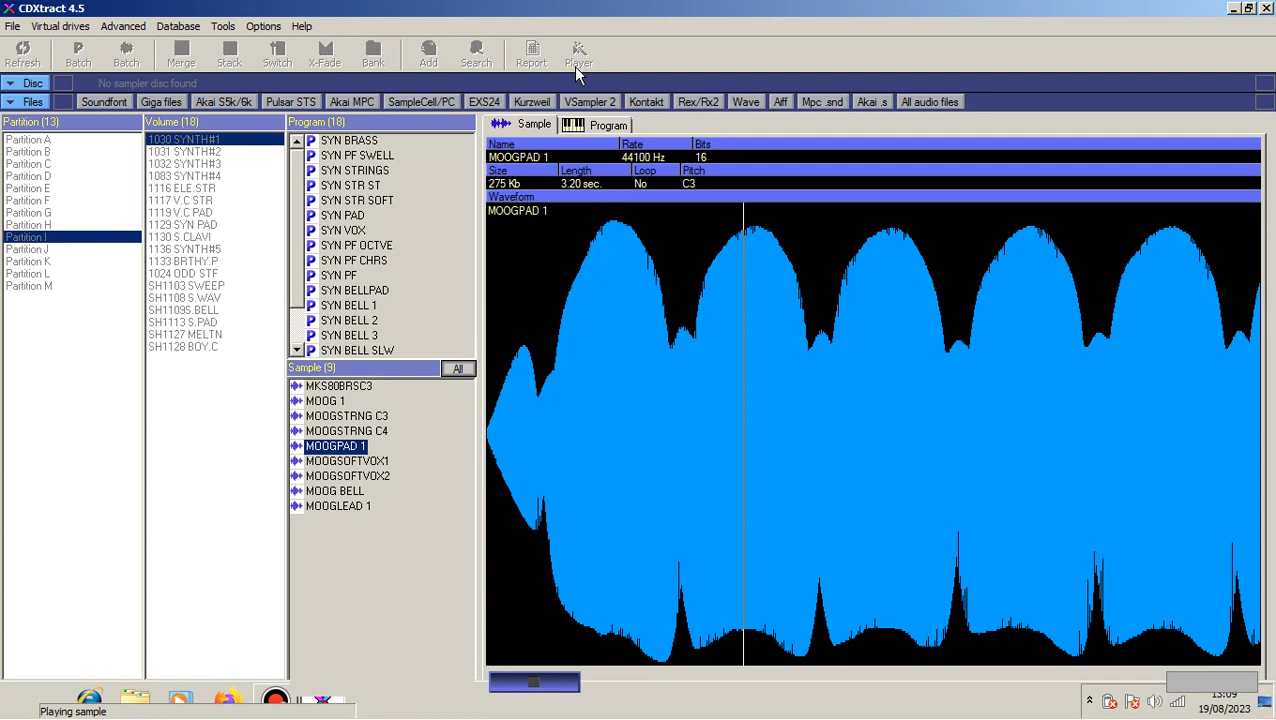 CDXtract 4.5
File Virtual drives Advanced Database Tools Options Help
Refresh Batch Batch Merge Stack Switch X-Fade Bank Add Search Report Player
Disc No sampler disc found
Files Soundfont Giga files Akai S5k/6k Pulsar STS Akai MPC SampleCell/PC EXS24 Kurzweil VSampler 2 Kontakt Rex/Rx2 Wave Aiff Mpc .snd Akai .s All audio files
Partition (13)
Partition A
Partition B
Partition C
Partition D
Partition E
Partition F
Partition G
Partition H
Partition I
Partition J
Partition K
Partition L
Partition M
Volume (18)
1030 SYNTH#1
1031 SYNTH#2
1032 SYNTH#3
1083 SYNTH#4
1116 ELE.STR
1117 V.C STR
1119 V.C PAD
1129 SYN PAD
1130 S.CLAVI
1136 SYNTH#5
1133 BRTHY.P
1024 ODD STF
SH1103 SWEEP
SH1108 S.WAV
SH1109S.BELL
SH1113 S.PAD
SH1127 MELTN
SH1128 BOY.C
Program (18)
P SYN BRASS
P SYN PF SWELL
P SYN STRINGS
P SYN STR ST
P SYN STR SOFT
P SYN PAD
P SYN VOX
P SYN PF OCTVE
P SYN PF CHRS
P SYN PF
P SYN BELLPAD
P SYN BELL 1
P SYN BELL 2
P SYN BELL 3
P SYN BELL SLW
Sample (9) All
MKS80BRSC3
MOOG 1
MOOGSTRNG C3
MOOGSTRNG C4
MOOGPAD 1
MOOGSOFTVOX1
MOOGSOFTVOX2
MOOG BELL
MOOGLEAD 1
Sample Program
Name Rate Bits
MOOGPAD 1 44100 Hz 16
Size Length Loop Pitch
275 Kb 3.20 sec. No C3
Waveform
MOOGPAD 1
Playing sample
13:09
19/08/2023